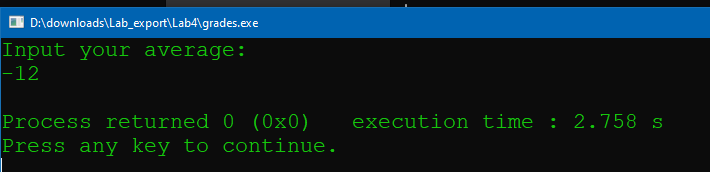 D:\downloads\Lab_export\Lab4\grades.exe
Input your average:
-12
Process returned 0 (0x0)   execution time : 2.758 s
Press any key to continue.